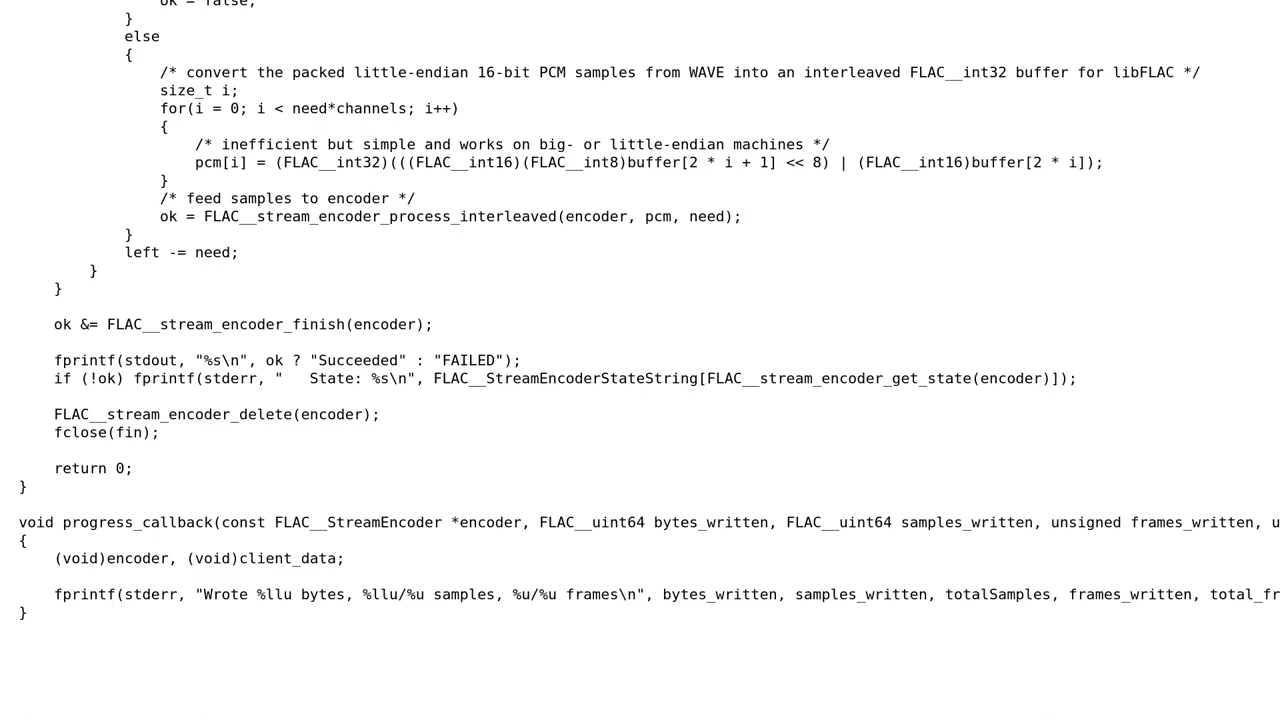 ok = false;
}
else
{
/* convert the packed little-endian 16-bit PCM samples from WAVE into an interleaved FLAC__int32 buffer for libFLAC */
size_t i;
for(i = 0; i < need*channels; i++)
{
/* inefficient but simple and works on big- or little-endian machines */
pcm[i] = (FLAC__int32)(((FLAC__int16)(FLAC__int8)buffer[2 * i + 1] << 8) | (FLAC__int16)buffer[2 * i]);
}
/* feed samples to encoder */
ok = FLAC__stream_encoder_process_interleaved(encoder, pcm, need);
}
left -= need;
}
}
ok &= FLAC__stream_encoder_finish(encoder);
fprintf(stdout, "%s\n", ok ? "Succeeded" : "FAILED");
if (!ok) fprintf(stderr, "   State: %s\n", FLAC__StreamEncoderStateString[FLAC__stream_encoder_get_state(encoder)]);
FLAC__stream_encoder_delete(encoder);
fclose(fin);
return 0;
}
void progress_callback(const FLAC__StreamEncoder *encoder, FLAC__uint64 bytes_written, FLAC__uint64 samples_written, unsigned frames_written, u
{
(void)encoder, (void)client_data;
fprintf(stderr, "Wrote %llu bytes, %llu/%u samples, %u/%u frames\n", bytes_written, samples_written, totalSamples, frames_written, total_fr
}